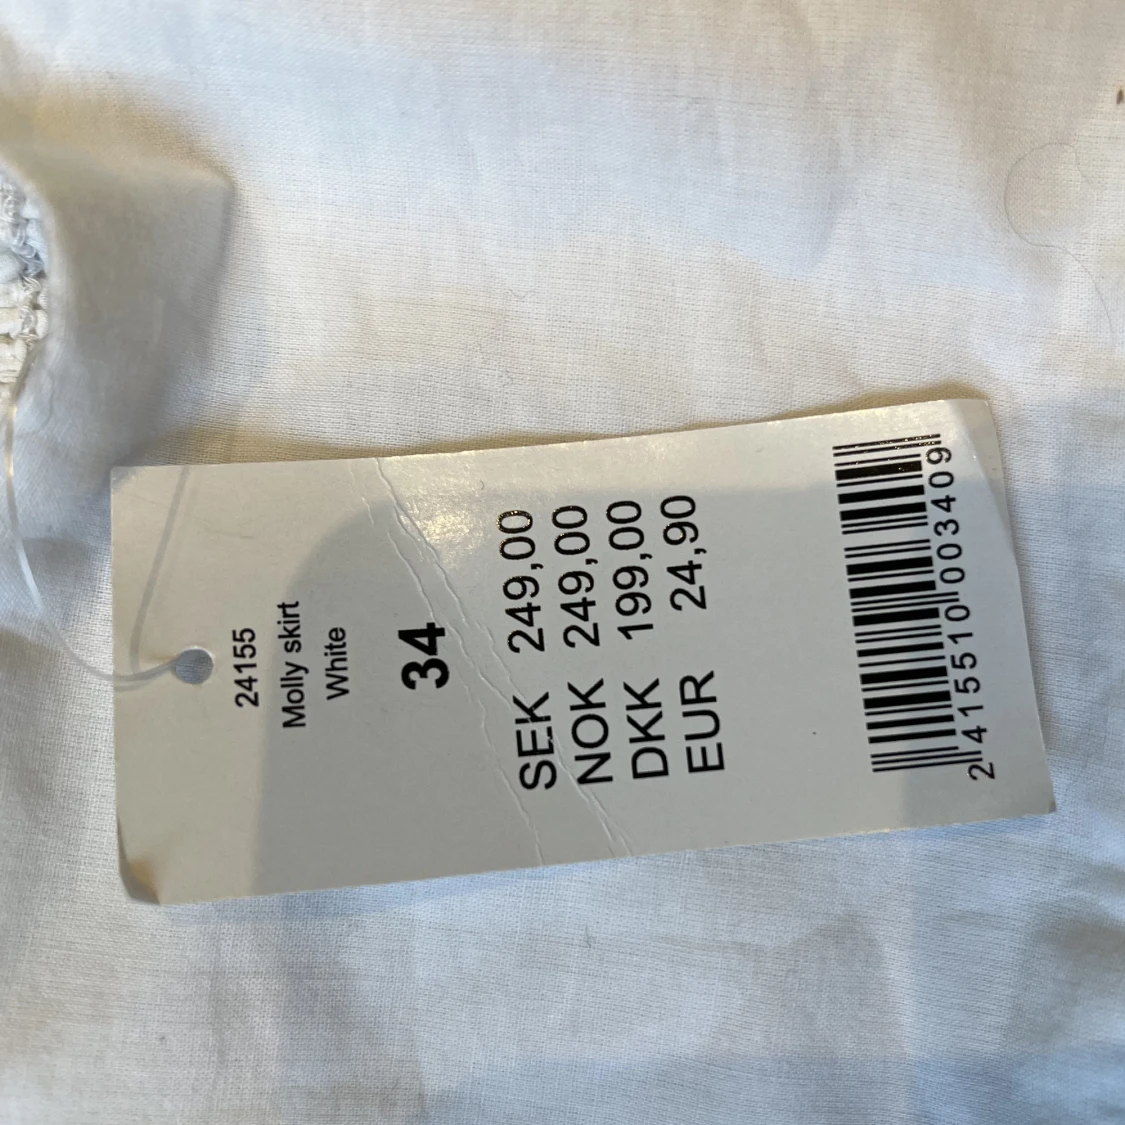 24155
Molly skirt
White
34
SEK 249,00
NOK 249,00
DKK 199,00
EUR 24,90
2 415510 003409